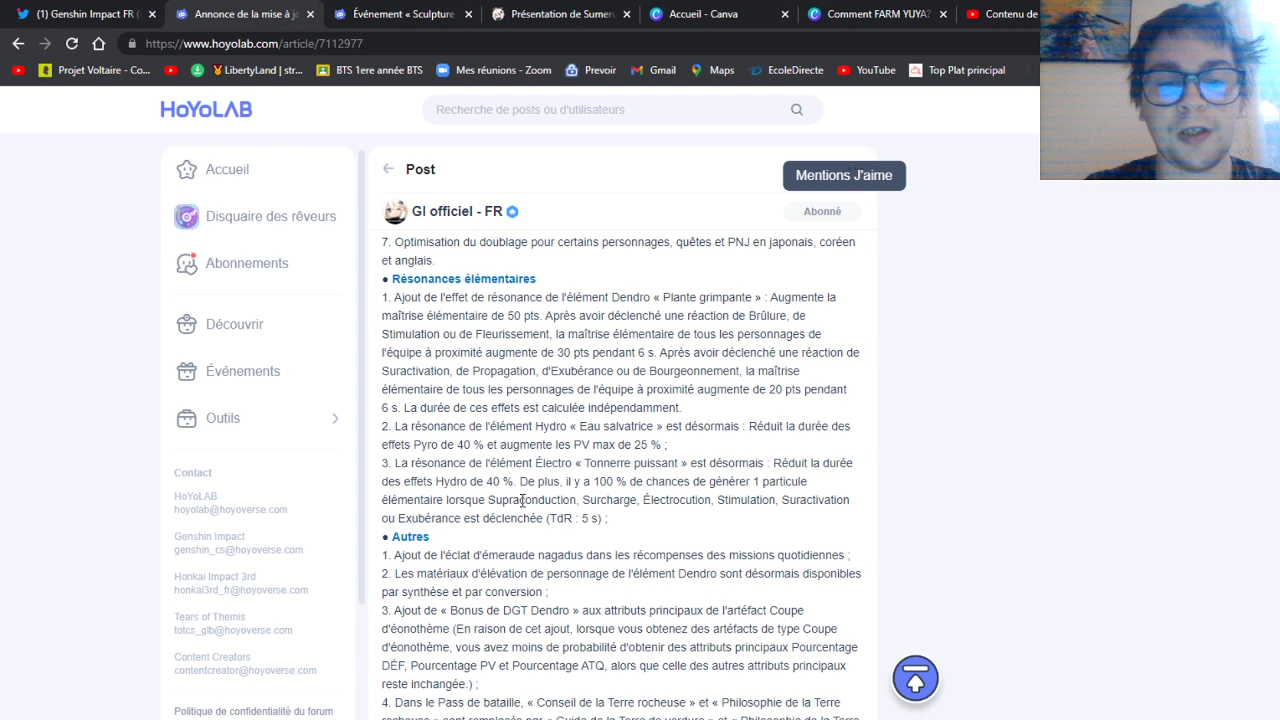 (1) Genshin Impact FR (
Annonce de la mise à jo
Événement « Sculpture
Présentation de Sumer
Accueil - Canva
Comment FARM YUYA?
Contenu de
https://www.hoyolab.com/article/7112977
Projet Voltaire - Co...
LibertyLand | str...
BTS 1ere année BTS
Mes réunions - Zoom
Prevoir
Gmail
Maps
EcoleDirecte
YouTube
Top Plat principal
HoYoLAB
Recherche de posts ou d'utilisateurs
Accueil
Disquaire des rêveurs
Abonnements
Découvrir
Événements
Outils
Contact
HoYoLAB
hoyolab@hoyoverse.com
Genshin Impact
genshin_cs@hoyoverse.com
Honkai Impact 3rd
honkai3rd_fr@hoyoverse.com
Tears of Themis
totcs_glb@hoyoverse.com
Content Creators
contentcreator@hoyoverse.com
Politique de confidentialité du forum
Post
Mentions J'aime
GI officiel - FR
Abonné
7. Optimisation du doublage pour certains personnages, quêtes et PNJ en japonais, coréen
et anglais.
● Résonances élémentaires
1. Ajout de l'effet de résonance de l'élément Dendro « Plante grimpante » : Augmente la
maîtrise élémentaire de 50 pts. Après avoir déclenché une réaction de Brûlure, de
Stimulation ou de Fleurissement, la maîtrise élémentaire de tous les personnages de
l'équipe à proximité augmente de 30 pts pendant 6 s. Après avoir déclenché une réaction de
Suractivation, de Propagation, d'Exubérance ou de Bourgeonnement, la maîtrise
élémentaire de tous les personnages de l'équipe à proximité augmente de 20 pts pendant
6 s. La durée de ces effets est calculée indépendamment.
2. La résonance de l'élément Hydro « Eau salvatrice » est désormais : Réduit la durée des
effets Pyro de 40 % et augmente les PV max de 25 % ;
3. La résonance de l'élément Électro « Tonnerre puissant » est désormais : Réduit la durée
des effets Hydro de 40 %. De plus, il y a 100 % de chances de générer 1 particule
élémentaire lorsque Supraconduction, Surcharge, Électrocution, Stimulation, Suractivation
ou Exubérance est déclenchée (TdR : 5 s) ;
● Autres
1. Ajout de l'éclat d'émeraude nagadus dans les récompenses des missions quotidiennes ;
2. Les matériaux d'élévation de personnage de l'élément Dendro sont désormais disponibles
par synthèse et par conversion ;
3. Ajout de « Bonus de DGT Dendro » aux attributs principaux de l'artéfact Coupe
d'éonothème (En raison de cet ajout, lorsque vous obtenez des artéfacts de type Coupe
d'éonothème, vous avez moins de probabilité d'obtenir des attributs principaux Pourcentage
DÉF, Pourcentage PV et Pourcentage ATQ, alors que celle des autres attributs principaux
reste inchangée.) ;
4. Dans le Pass de bataille, « Conseil de la Terre rocheuse » et « Philosophie de la Terre
rocheuse » sont remplacés par « Guide de la Terre de verdure » et « Philosophie de la Terre